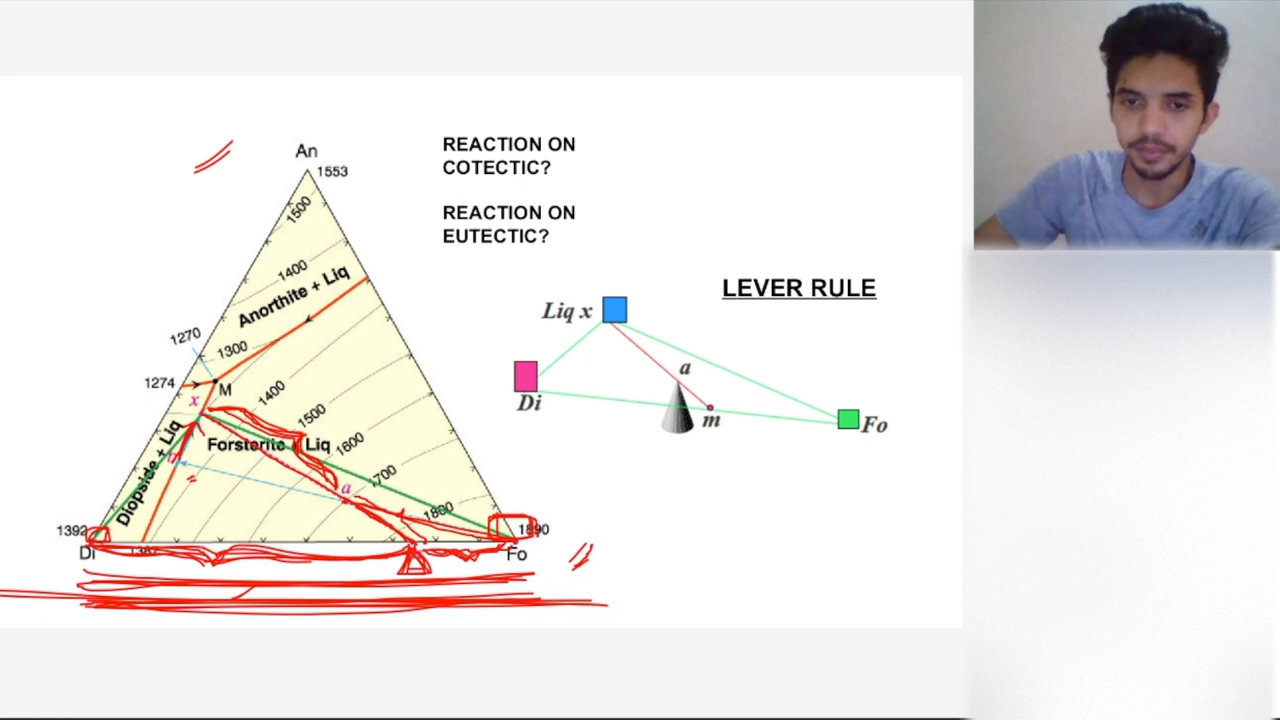 An
1553
1500
1400
Anorthite + Liq
1270
1300
1274
M
x
1400
1500
Diopside + Liq
Forsterite + Liq
1600
a
1700
1800
1392
1890
Di
1387
Fo
REACTION ON
COTECTIC?
REACTION ON
EUTECTIC?
LEVER RULE
Liq x
a
Di
m
Fo